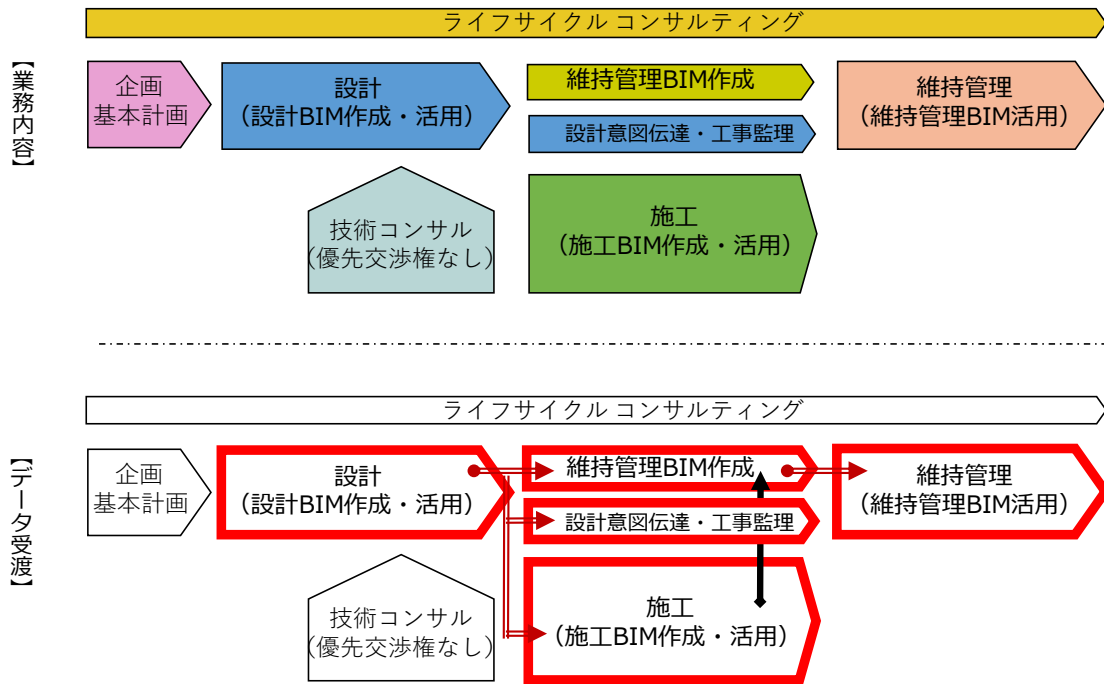 ライフサイクル コンサルティング
【業務内容】
企画
基本計画
設計
（設計BIM作成・活用）
維持管理BIM作成
設計意図伝達・工事監理
維持管理
（維持管理BIM活用）
技術コンサル
（優先交渉権なし）
施工
（施工BIM作成・活用）
ライフサイクル コンサルティング
【データ受渡】
企画
基本計画
設計
（設計BIM作成・活用）
維持管理BIM作成
設計意図伝達・工事監理
維持管理
（維持管理BIM活用）
技術コンサル
（優先交渉権なし）
施工
（施工BIM作成・活用）